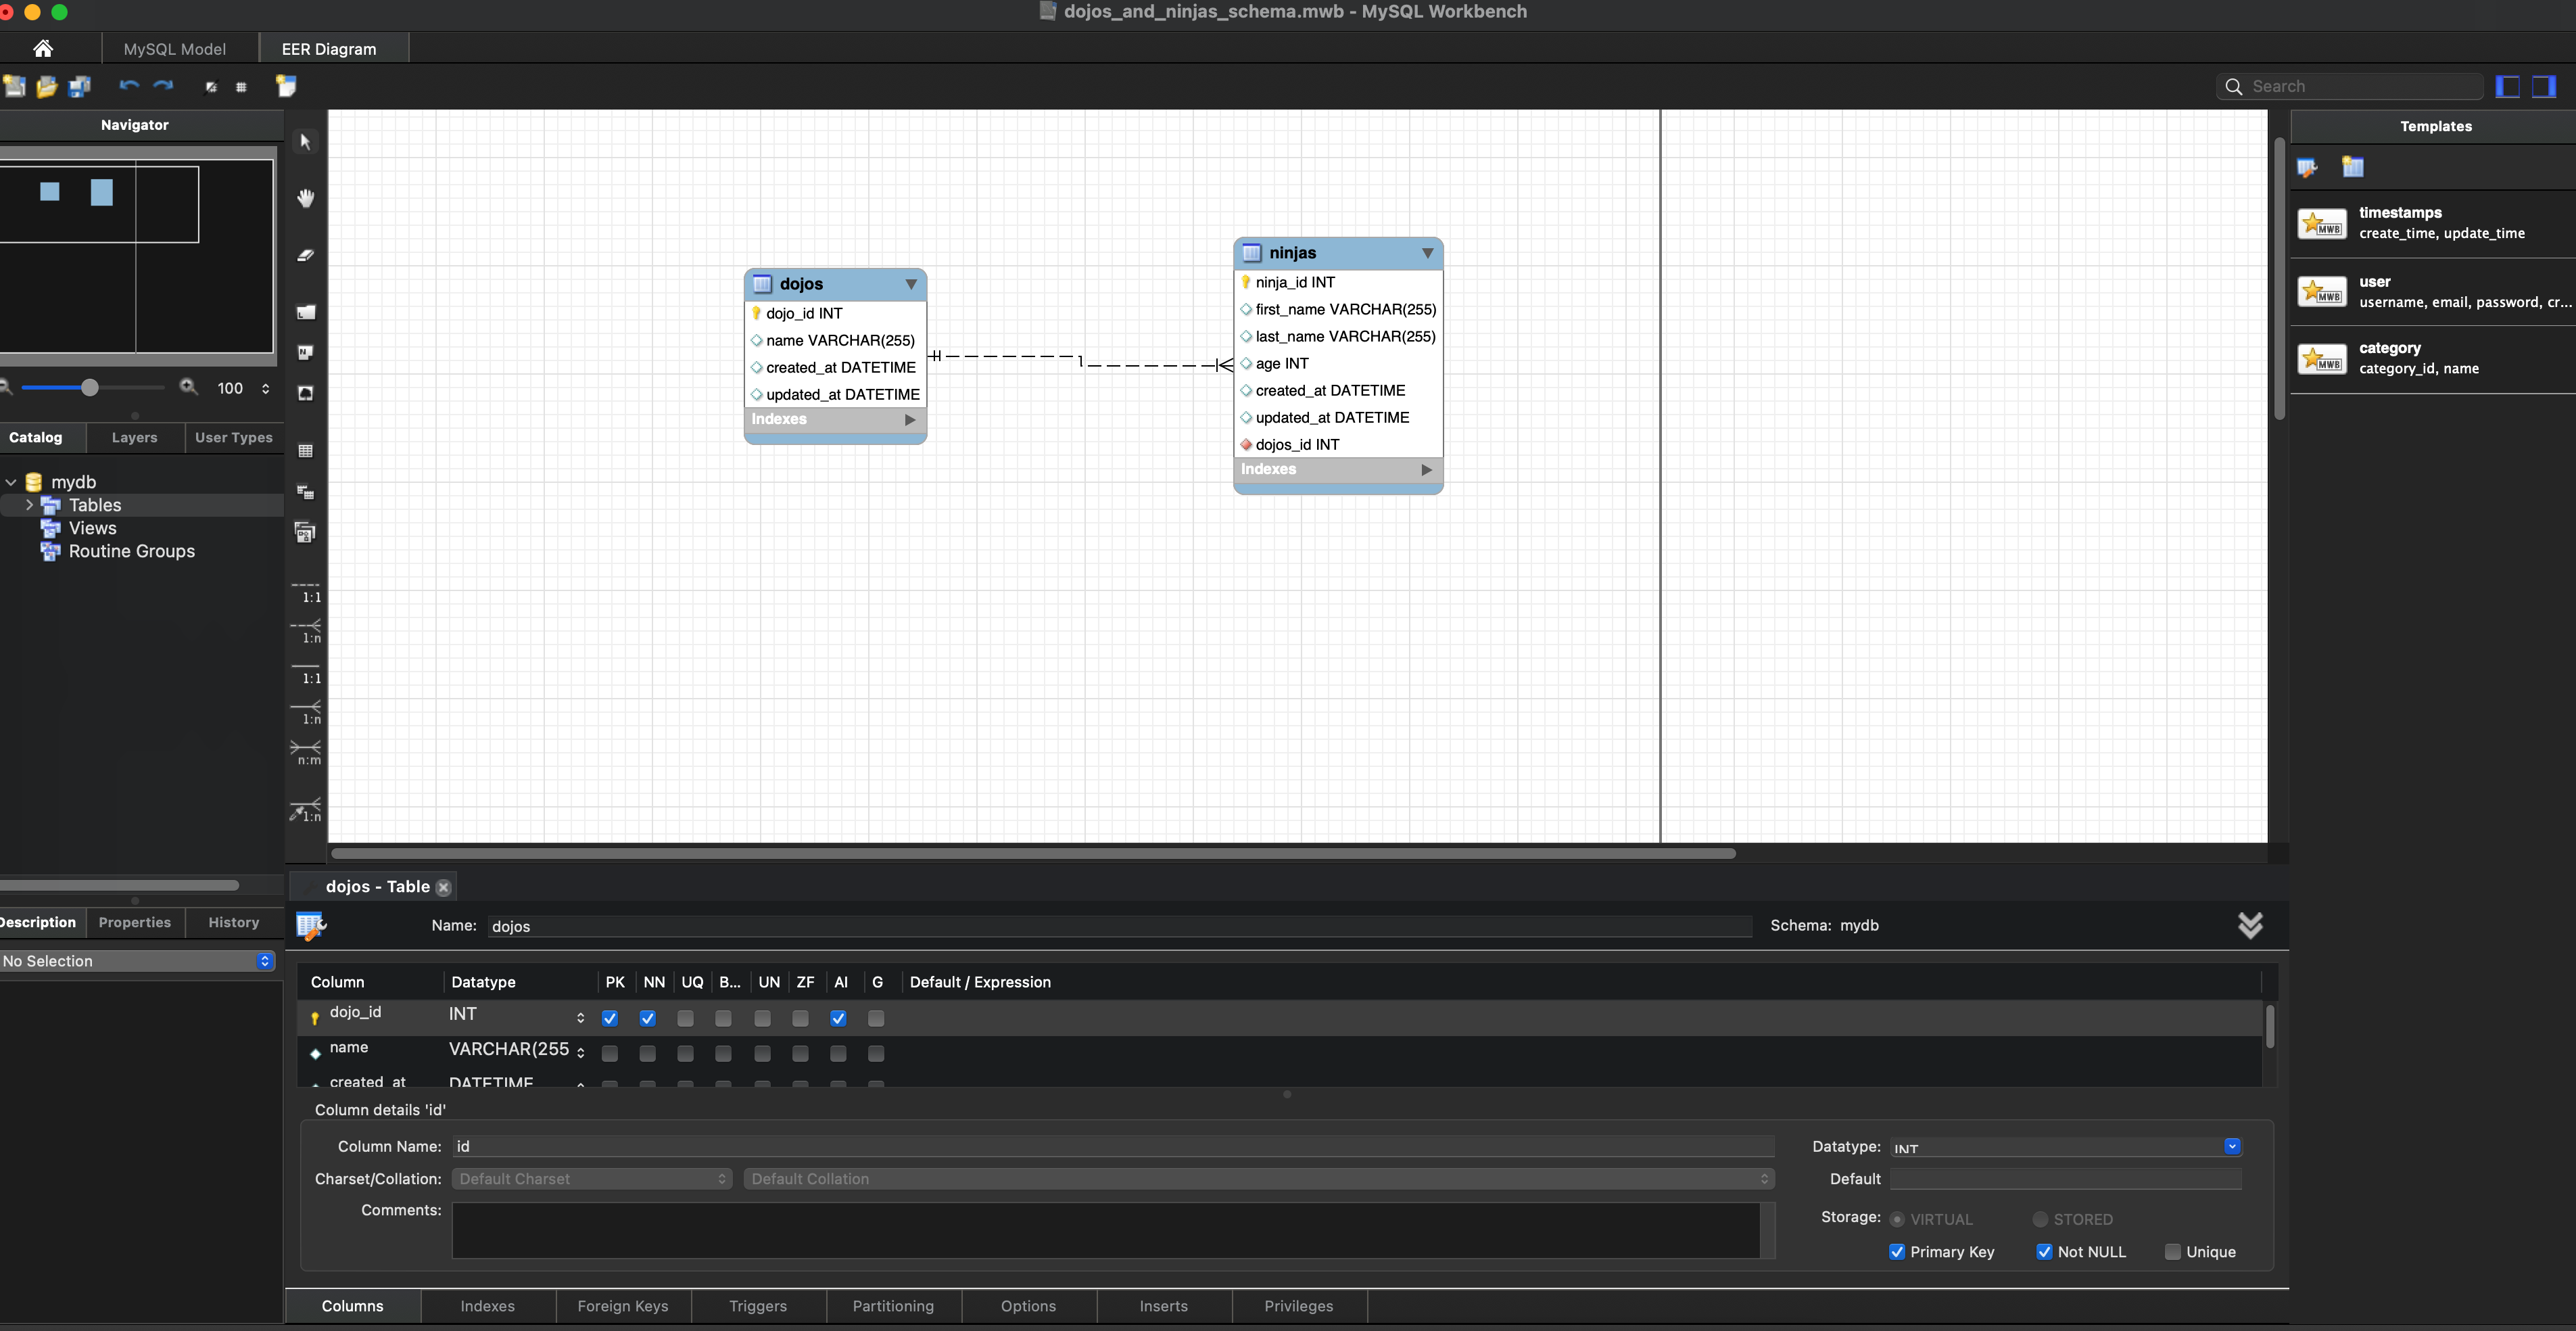 dojos_and_ninjas_schema.mwb - MySQL Workbench
MySQL Model
EER Diagram
Search
Navigator
100
Catalog
Layers
User Types
mydb
Tables
Views
Routine Groups
Description
Properties
History
No Selection
1:1
1:n
1:1
1:n
n:m
1:n
dojos
dojo_id INT
name VARCHAR(255)
created_at DATETIME
updated_at DATETIME
Indexes
ninjas
ninja_id INT
first_name VARCHAR(255)
last_name VARCHAR(255)
age INT
created_at DATETIME
updated_at DATETIME
dojos_id INT
Indexes
Templates
MWB
timestamps
create_time, update_time
MWB
user
username, email, password, cr...
MWB
category
category_id, name
dojos - Table
Name: dojos
Schema: mydb
Column Datatype PK NN UQ B... UN ZF AI G Default / Expression
dojo_id INT
name VARCHAR(255
created_at DATETIME
Column details 'id'
Column Name: id
Datatype: INT
Charset/Collation: Default Charset Default Collation
Default
Comments:
Storage: VIRTUAL STORED
Primary Key Not NULL Unique
Columns Indexes Foreign Keys Triggers Partitioning Options Inserts Privileges